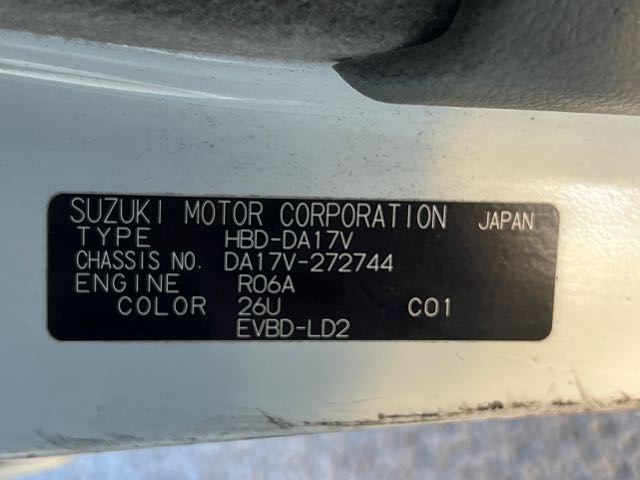 SUZUKI MOTOR CORPORATION JAPAN
TYPE HBD-DA17V
CHASSIS NO. DA17V-272744
ENGINE R06A
COLOR 26U C01
EVBD-LD2